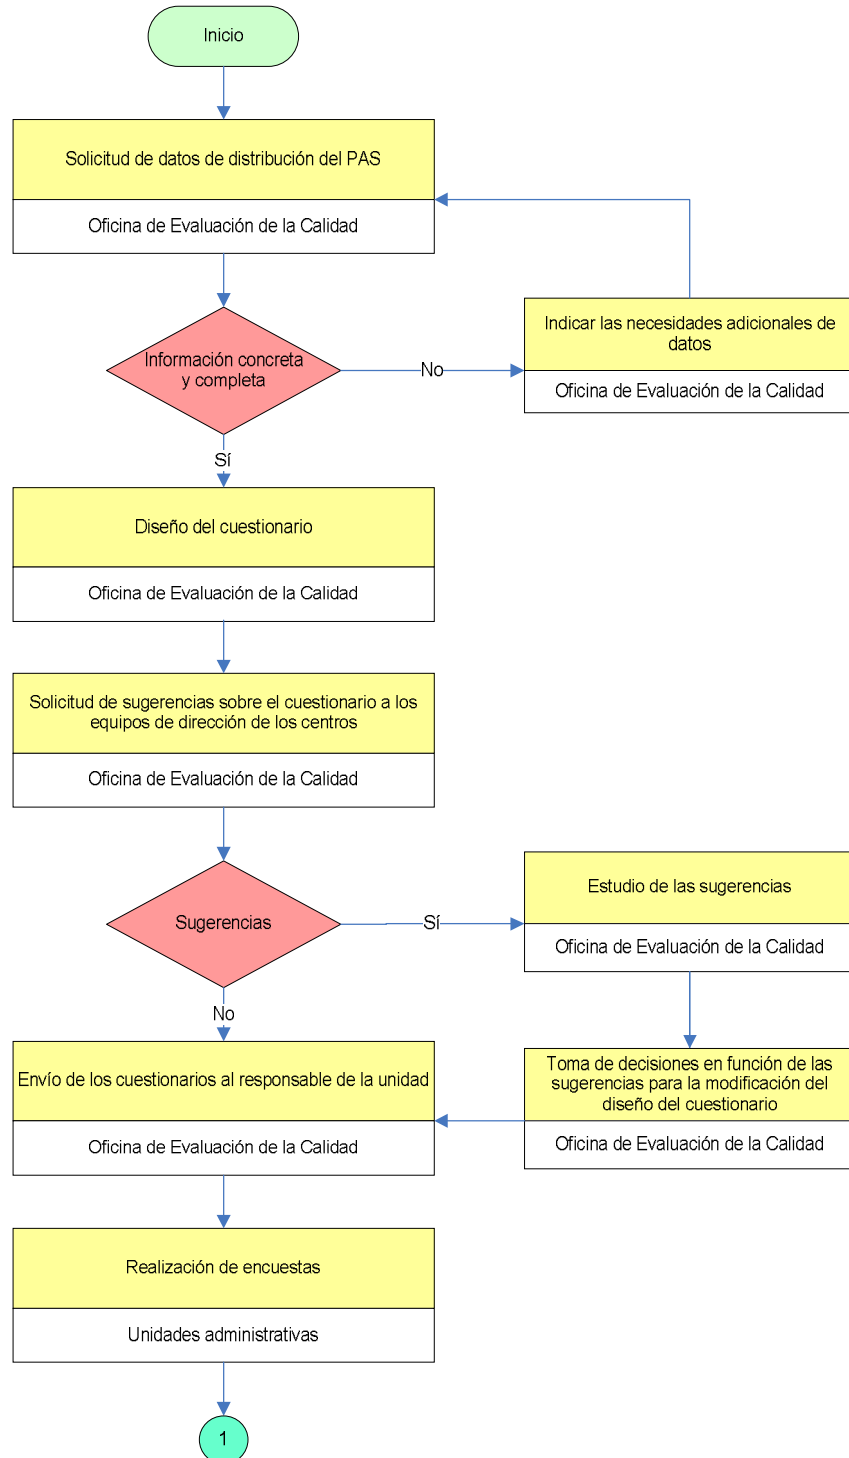 Inicio
Solicitud de datos de distribución del PAS
Oficina de Evaluación de la Calidad
Indicar las necesidades adicionales de
datos
Oficina de Evaluación de la Calidad
Información concreta
y completa
No
Sí
Diseño del cuestionario
Oficina de Evaluación de la Calidad
Solicitud de sugerencias sobre el cuestionario a los
equipos de dirección de los centros
Oficina de Evaluación de la Calidad
Sugerencias
Sí
Estudio de las sugerencias
Oficina de Evaluación de la Calidad
No
Envío de los cuestionarios al responsable de la unidad
Oficina de Evaluación de la Calidad
Toma de decisiones en función de las
sugerencias para la modificación del
diseño del cuestionario
Oficina de Evaluación de la Calidad
Realización de encuestas
Unidades administrativas
1